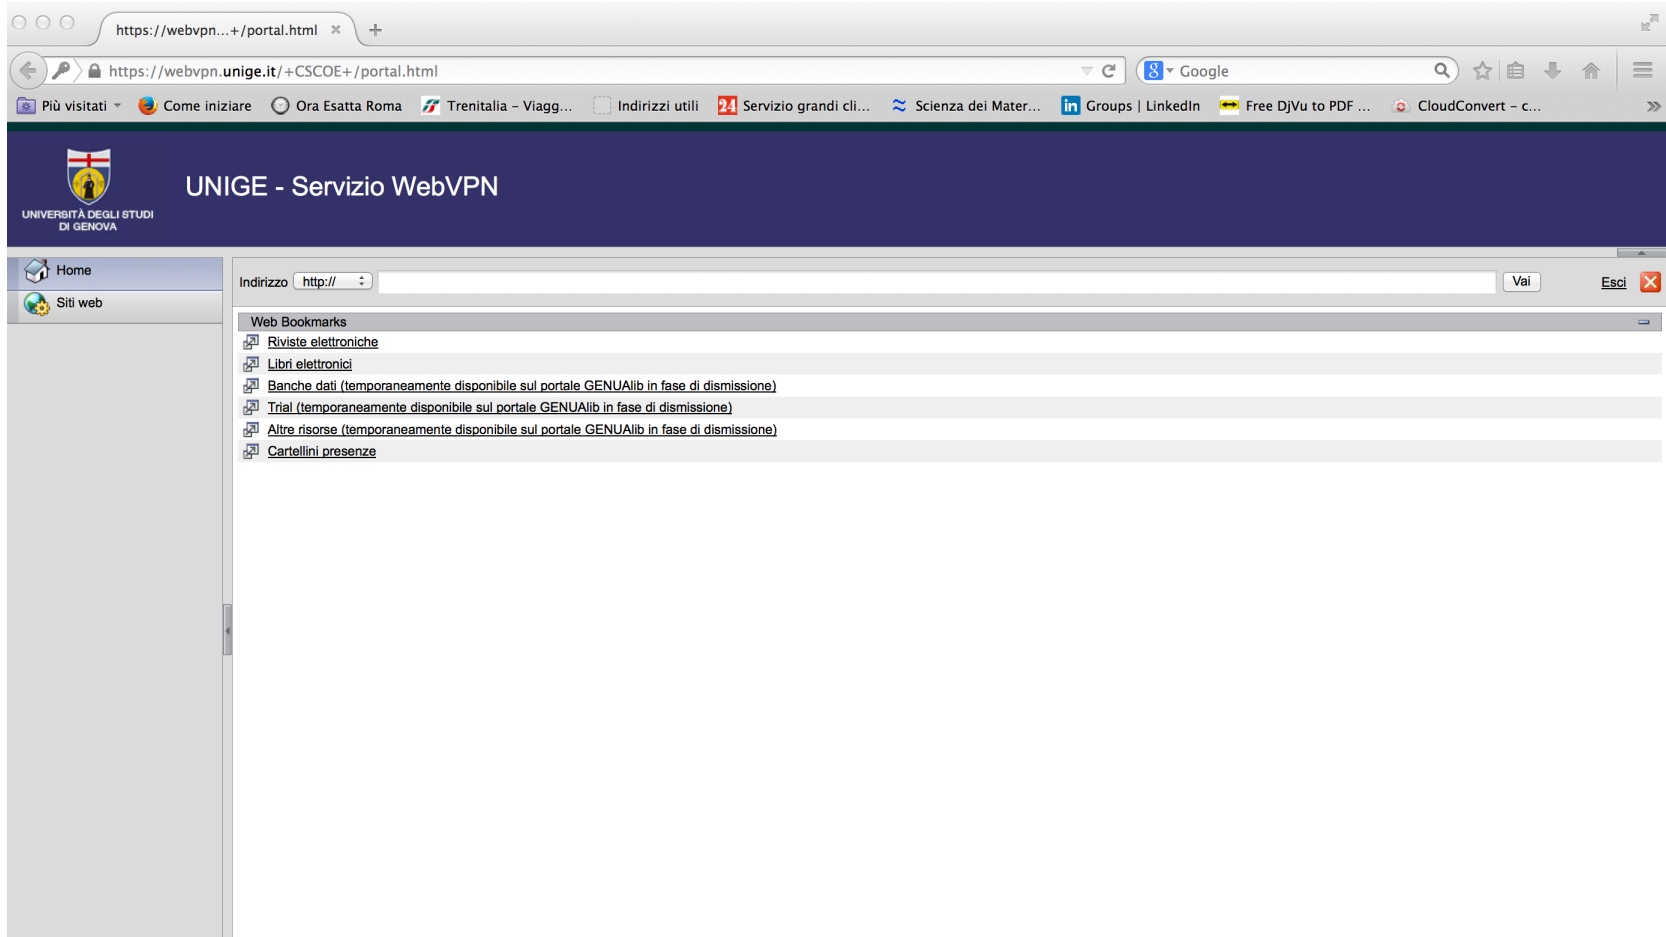 https://webvpn...+/portal.html
https://webvpn.unige.it/+CSCOE+/portal.html
Google
Più visitati
Come iniziare
Ora Esatta Roma
Trenitalia – Viagg...
Indirizzi utili
24 Servizio grandi cli...
Scienza dei Mater...
in Groups | LinkedIn
Free DjVu to PDF ...
CloudConvert – c...
UNIVERSITÀ DEGLI STUDI
DI GENOVA
UNIGE - Servizio WebVPN
Home
Siti web
Indirizzo http:// Vai Esci
Web Bookmarks
Riviste elettroniche
Libri elettronici
Banche dati (temporaneamente disponibile sul portale GENUAlib in fase di dismissione)
Trial (temporaneamente disponibile sul portale GENUAlib in fase di dismissione)
Altre risorse (temporaneamente disponibile sul portale GENUAlib in fase di dismissione)
Cartellini presenze